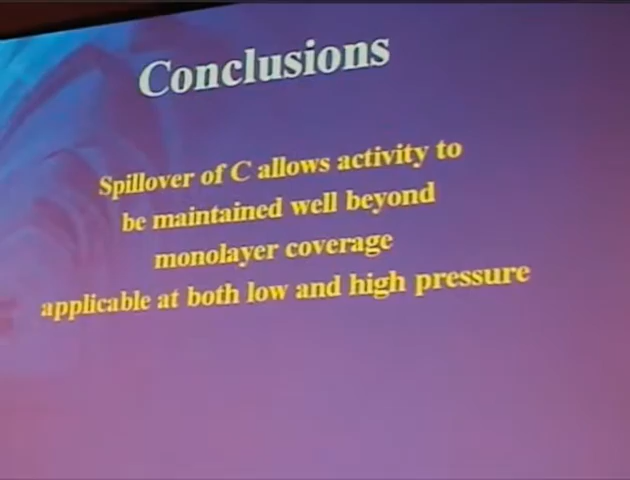 Conclusions
Spillover of C allows activity to
be maintained well beyond
monolayer coverage
applicable at both low and high pressure